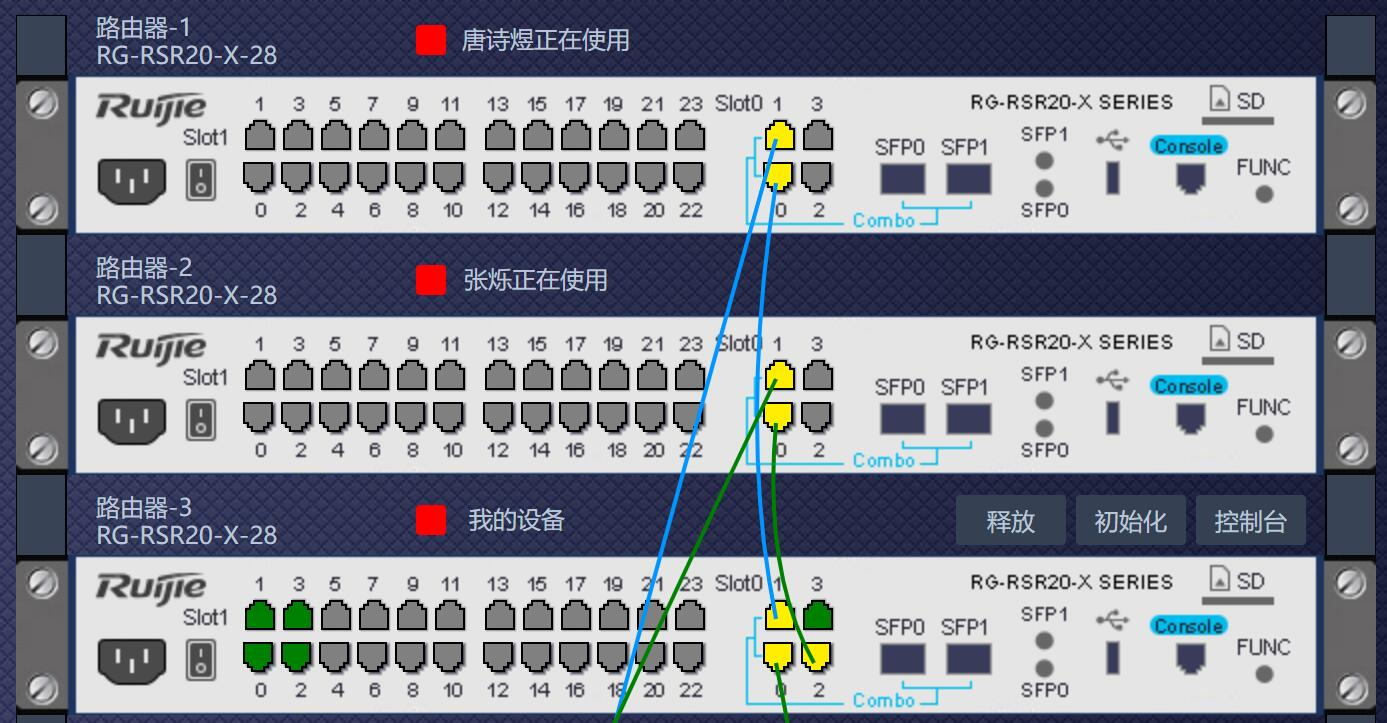 路由器-1
RG-RSR20-X-28
唐诗煜正在使用
Ruijie
1 3 5 7 9 11 13 15 17 19 21 23 Slot0 1 3
RG-RSR20-X SERIES
SD
Slot1
SFP0 SFP1
SFP1
Console
FUNC
SFP0
0 2 4 6 8 10 12 14 16 18 20 22 0 2
Combo
路由器-2
RG-RSR20-X-28
张烁正在使用
Ruijie
1 3 5 7 9 11 13 15 17 19 21 23 Slot0 1 3
RG-RSR20-X SERIES
SD
Slot1
SFP0 SFP1
SFP1
Console
FUNC
SFP0
0 2 4 6 8 10 12 14 16 18 20 22 0 2
Combo
路由器-3
RG-RSR20-X-28
我的设备
释放
初始化
控制台
Ruijie
1 3 5 7 9 11 13 15 17 19 21 23 Slot0 1 3
RG-RSR20-X SERIES
SD
Slot1
SFP0 SFP1
SFP1
Console
FUNC
SFP0
0 2 4 6 8 10 12 14 16 18 20 22 0 2
Combo